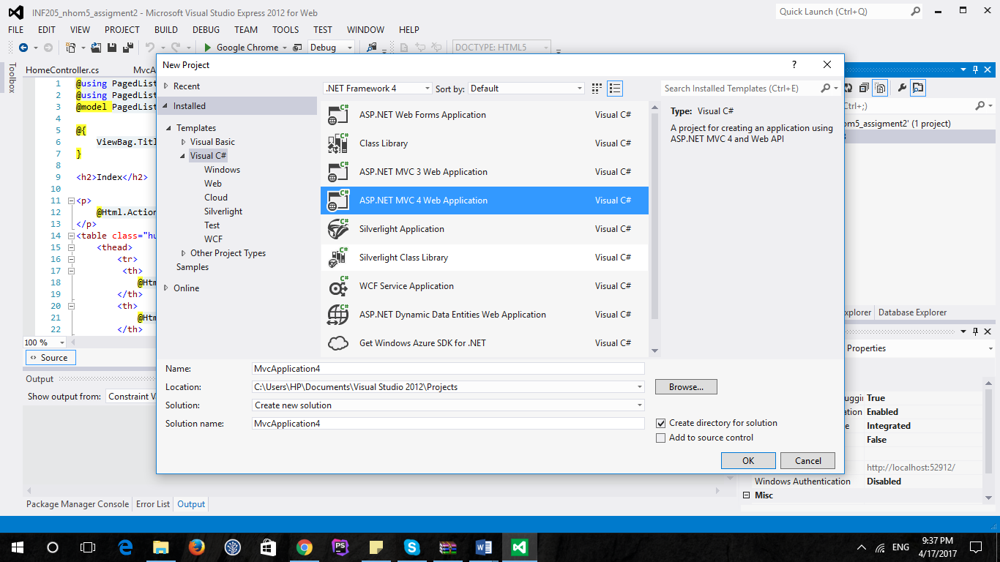 INF205_nhom5_assigment2 - Microsoft Visual Studio Express 2012 for Web
Quick Launch (Ctrl+Q)
FILE EDIT VIEW PROJECT BUILD DEBUG TEAM TOOLS TEST WINDOW HELP
Google Chrome Debug DOCTYPE: HTML5
Toolbox
HomeController.cs
1 @using PagedList
2 @using PagedList
3 @model PagedList
4
5 @{
6 ViewBag.Titl
7 }
8
9 <h2>Index</h2>
10
11 <p>
12 @Html.Action
13 </p>
14 <table class="hu
15 <thead>
16 <tr>
17 <th>
18 @Htm
19 </th>
20 <th>
21 @Htm
22 </th>
100 %
Source
Output
Show output from: Constraint V
Package Manager Console Error List Output
New Project
?
Recent
Installed
Templates
Visual Basic
Visual C#
Windows
Web
Cloud
Silverlight
Test
WCF
Other Project Types
Samples
Online
.NET Framework 4 Sort by: Default
Search Installed Templates (Ctrl+E)
ASP.NET Web Forms Application Visual C#
Class Library Visual C#
ASP.NET MVC 3 Web Application Visual C#
ASP.NET MVC 4 Web Application Visual C#
Silverlight Application Visual C#
Silverlight Class Library Visual C#
WCF Service Application Visual C#
ASP.NET Dynamic Data Entities Web Application Visual C#
Get Windows Azure SDK for .NET Visual C#
Type: Visual C#
A project for creating an application using
ASP.NET MVC 4 and Web API
Name: MvcApplication4
Location: C:\Users\HP\Documents\Visual Studio 2012\Projects
Browse...
Solution: Create new solution
Solution name: MvcApplication4
Create directory for solution
Add to source control
OK Cancel
Ctrl+;)
hom5_assigment2' (1 project)
xplorer Database Explorer
Properties
uggi True
ation Enabled
e Integrated
False
http://localhost:52912/
Windows Authentication Disabled
Misc
ENG
9:37 PM
4/17/2017